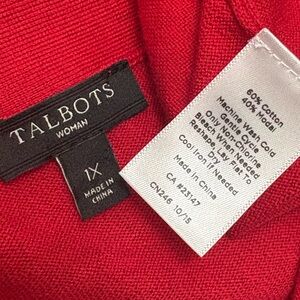 TALBOTS
WOMAN
1X
MADE IN
CHINA
60% Cotton
40% Modal
Machine Wash Cold
Gentle Cycle
Only Non-Chlorine
Bleach When Needed
Reshape, Lay Flat To
Dry
Cool Iron If Needed
Made In China
CA #23147
CN246 10/15